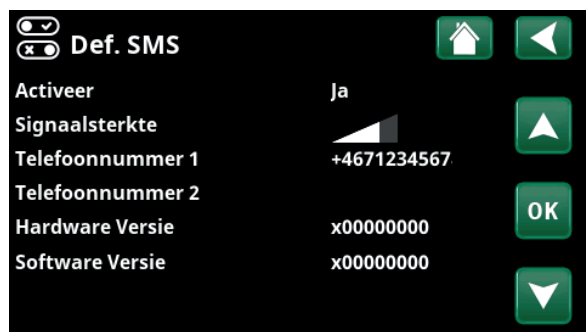 Def. SMS
Activeer Ja
Signaalsterkte
Telefoonnummer 1 +4671234567
Telefoonnummer 2
Hardware Versie x00000000
OK
Software Versie x00000000